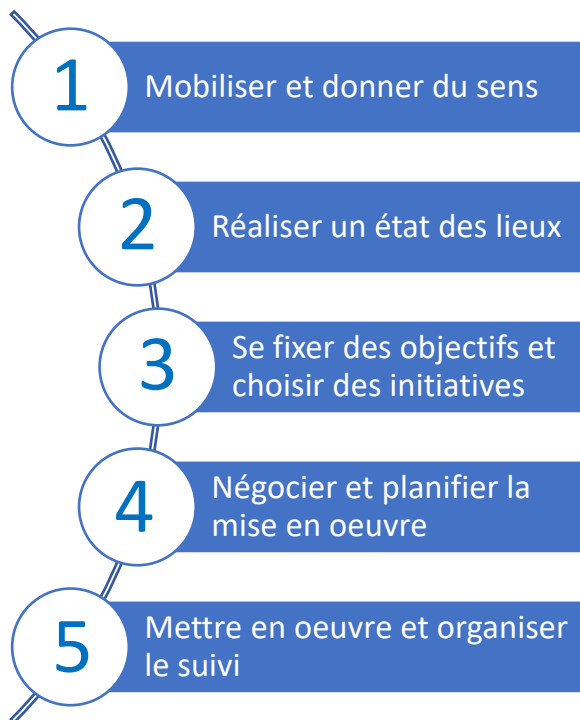 1
Mobiliser et donner du sens
2
Réaliser un état des lieux
3
Se fixer des objectifs et
choisir des initiatives
4
Négocier et planifier la
mise en oeuvre
5
Mettre en oeuvre et organiser
le suivi